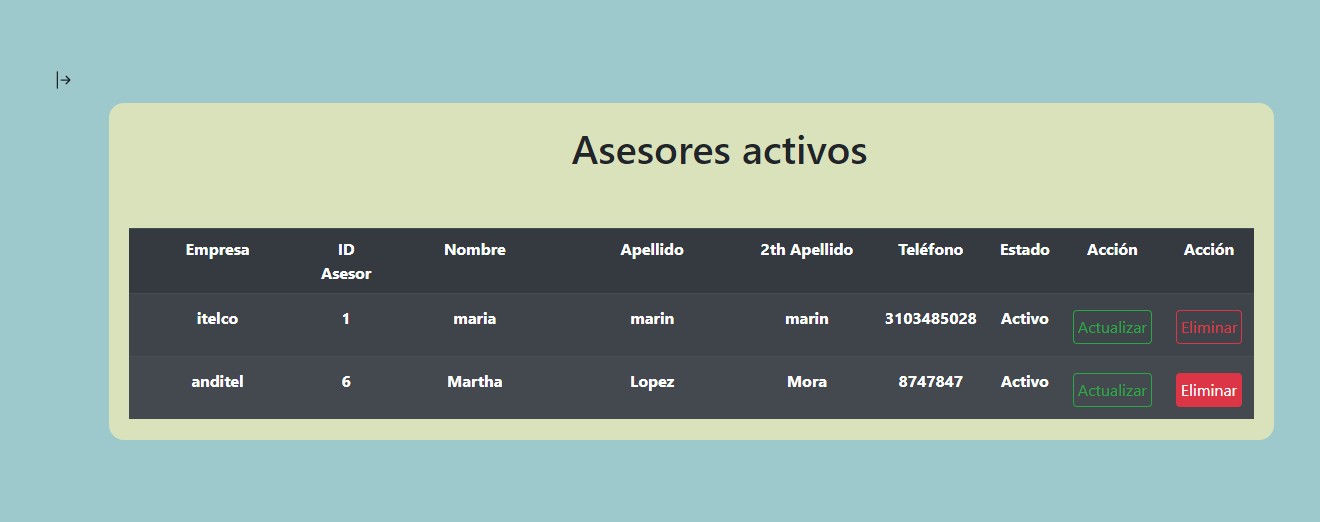 Asesores activos
Empresa ID Asesor Nombre Apellido 2th Apellido Teléfono Estado Acción Acción
itelco 1 maria marin marin 3103485028 Activo Actualizar Eliminar
anditel 6 Martha Lopez Mora 8747847 Activo Actualizar Eliminar